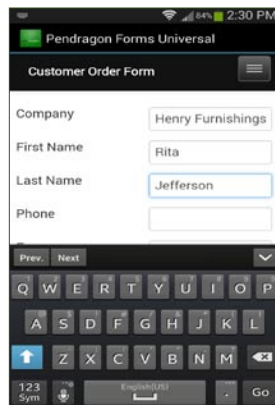 84% 2:30 PM
Pendragon Forms Universal
Customer Order Form
Company Henry Furnishings
First Name Rita
Last Name Jefferson
Phone
Prev. Next
Q W E R T Y U I O P
A S D F G H J K L
Z X C V B N M
123
Sym English(US) . Go